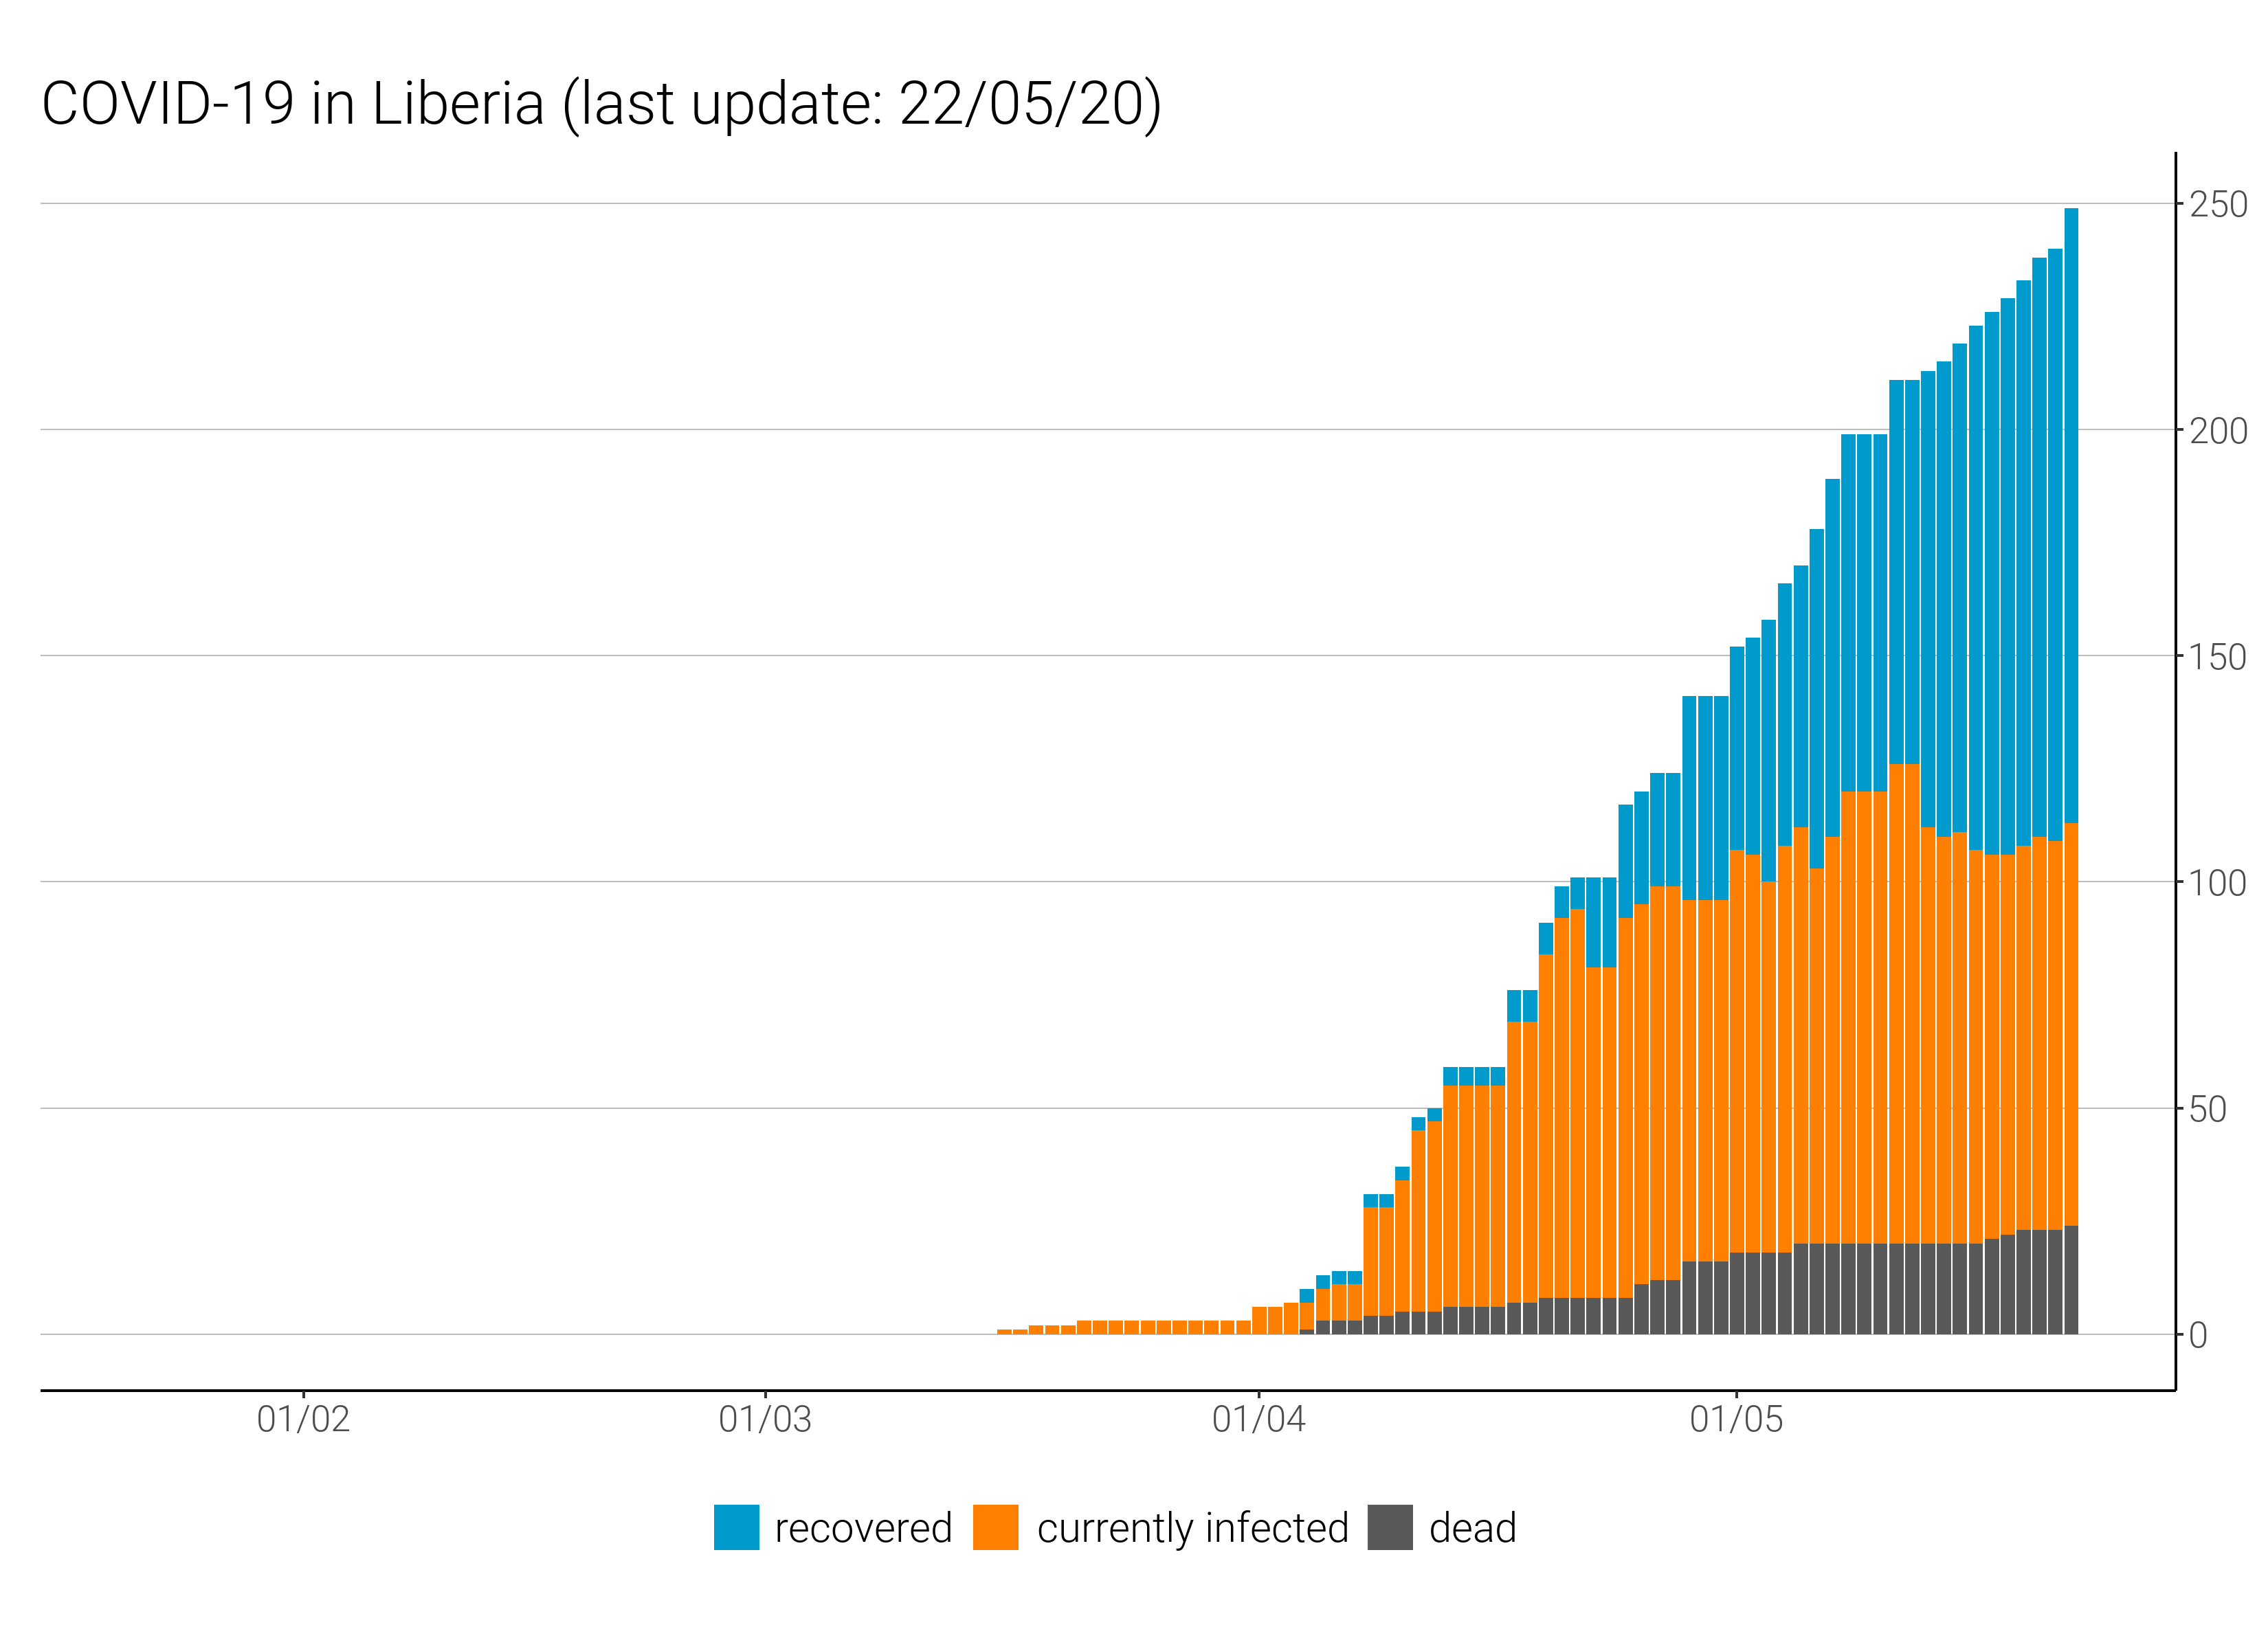 COVID-19 in Liberia (last update: 22/05/20)
250
200
150
100
50
0
01/02 01/03 01/04 01/05
recovered currently infected dead